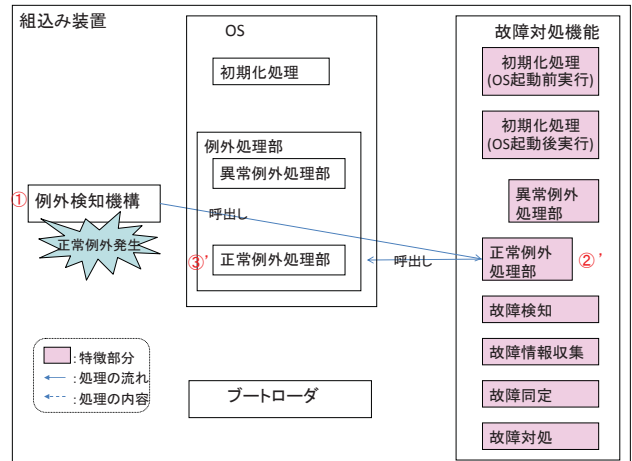 組込み装置
OS
故障対処機能
初期化処理
初期化処理
(OS起動前実行)
初期化処理
(OS起動後実行)
例外処理部
異常例外処理部
異常例外
処理部
①
例外検知機構
呼出し
正常例外発生
③’
正常例外処理部
呼出し
正常例外
処理部
②’
故障検知
故障情報収集
故障同定
故障対処
:特徴部分
:処理の流れ
:処理の内容
ブートローダ